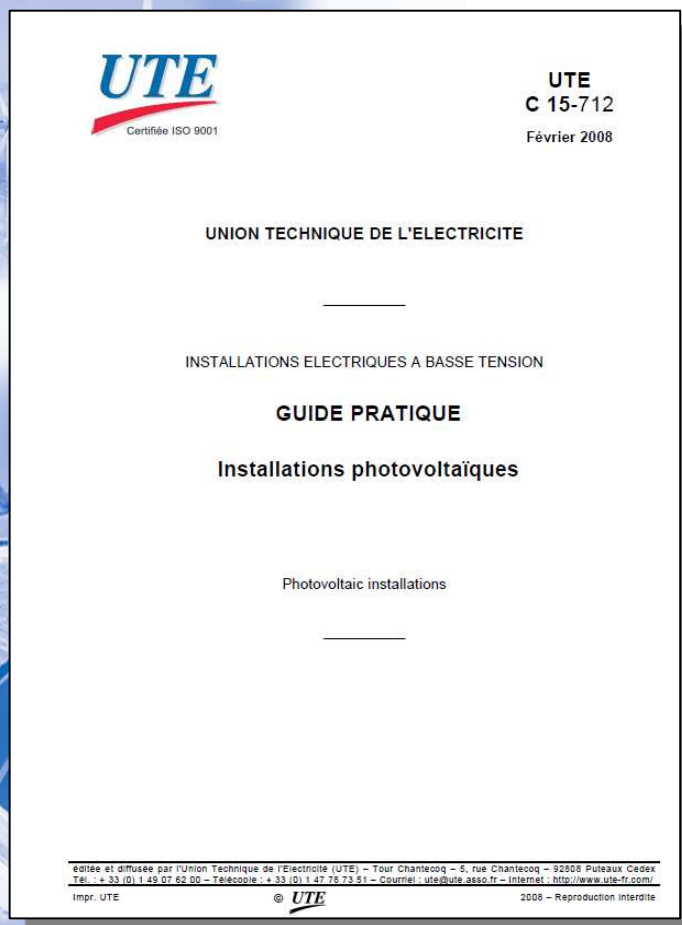 UTE
Certifiée ISO 9001
UTE
C 15-712
Février 2008
UNION TECHNIQUE DE L'ELECTRICITE
INSTALLATIONS ELECTRIQUES A BASSE TENSION
GUIDE PRATIQUE
Installations photovoltaïques
Photovoltaic installations
éditée et diffusée par l'Union Technique de l'Electricité (UTE) – Tour Chantecoq – 5, rue Chantecoq – 92808 Puteaux Cedex
Tél. : + 33 (0) 1 49 07 62 00 – Télécopie : + 33 (0) 1 47 78 73 51 – Courriel : ute@ute.asso.fr – Internet : http://www.ute-fr.com/
Impr. UTE
© UTE
2008 – Reproduction interdite